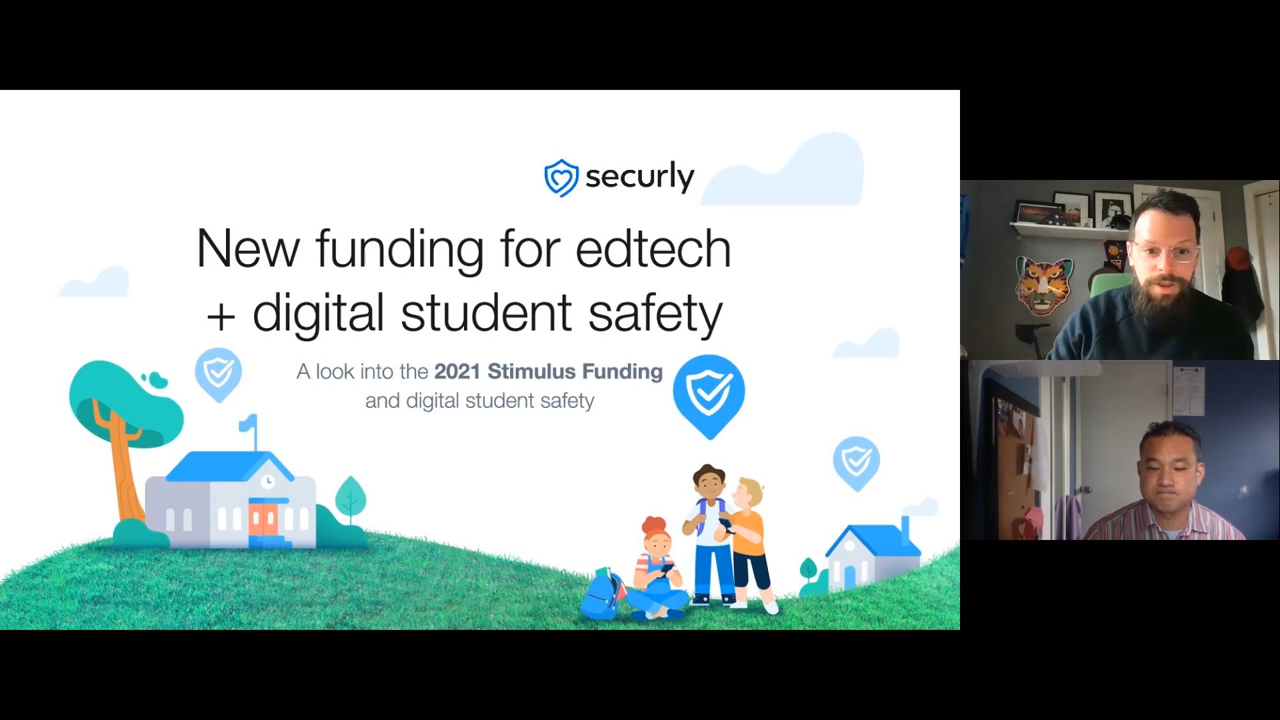 securly
New funding for edtech
+ digital student safety
A look into the 2021 Stimulus Funding
and digital student safety